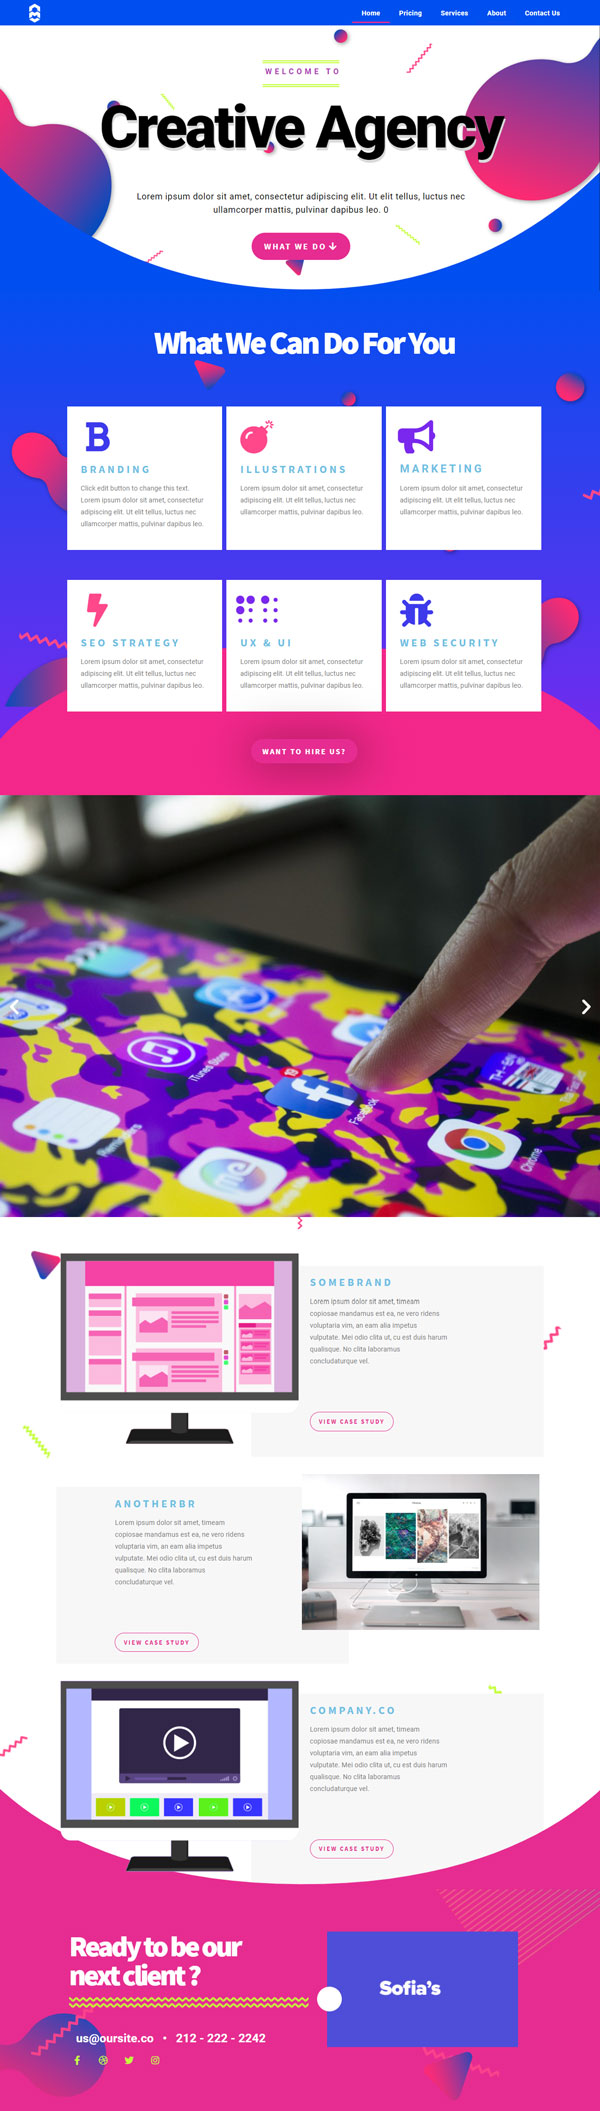 Home Pricing Services About Contact Us
WELCOME TO
Creative Agency
Lorem ipsum dolor sit amet, consectetur adipiscing elit. Ut elit tellus, luctus nec
ullamcorper mattis, pulvinar dapibus leo. 0
WHAT WE DO
What We Can Do For You
BRANDING
Click edit button to change this text.
Lorem ipsum dolor sit amet, consectetur
adipiscing elit. Ut elit tellus, luctus nec
ullamcorper mattis, pulvinar dapibus leo.
ILLUSTRATIONS
Lorem ipsum dolor sit amet, consectetur
adipiscing elit. Ut elit tellus, luctus nec
ullamcorper mattis, pulvinar dapibus leo.
MARKETING
Lorem ipsum dolor sit amet, consectetur
adipiscing elit. Ut elit tellus, luctus nec
ullamcorper mattis, pulvinar dapibus leo.
SEO STRATEGY
Lorem ipsum dolor sit amet, consectetur
adipiscing elit. Ut elit tellus, luctus nec
ullamcorper mattis, pulvinar dapibus leo.
UX & UI
Lorem ipsum dolor sit amet, consectetur
adipiscing elit. Ut elit tellus, luctus nec
ullamcorper mattis, pulvinar dapibus leo.
WEB SECURITY
Lorem ipsum dolor sit amet, consectetur
adipiscing elit. Ut elit tellus, luctus nec
ullamcorper mattis, pulvinar dapibus leo.
WANT TO HIRE US?
iTunes Store
Facebook
Reminders
Chrome
TH - EN
SOMEBRAND
Lorem ipsum dolor sit amet, timeam
copiosae mandamus est ea, ne vero ridens
voluptaria vim, an eam alia impetus
vulputate. Mei odio clita ut, cu est duis harum
qualisque. No clita laboramus
concludaturque vel.
VIEW CASE STUDY
ANOTHERBR
Lorem ipsum dolor sit amet, timeam
copiosae mandamus est ea, ne vero ridens
voluptaria vim, an eam alia impetus
vulputate. Mei odio clita ut, cu est duis harum
qualisque. No clita laboramus
concludaturque vel.
VIEW CASE STUDY
COMPANY.CO
Lorem ipsum dolor sit amet, timeam
copiosae mandamus est ea, ne vero ridens
voluptaria vim, an eam alia impetus
vulputate. Mei odio clita ut, cu est duis harum
qualisque. No clita laboramus
concludaturque vel.
VIEW CASE STUDY
Ready to be our
next client ?
us@oursite.co • 212 - 222 - 2242
Sofia's